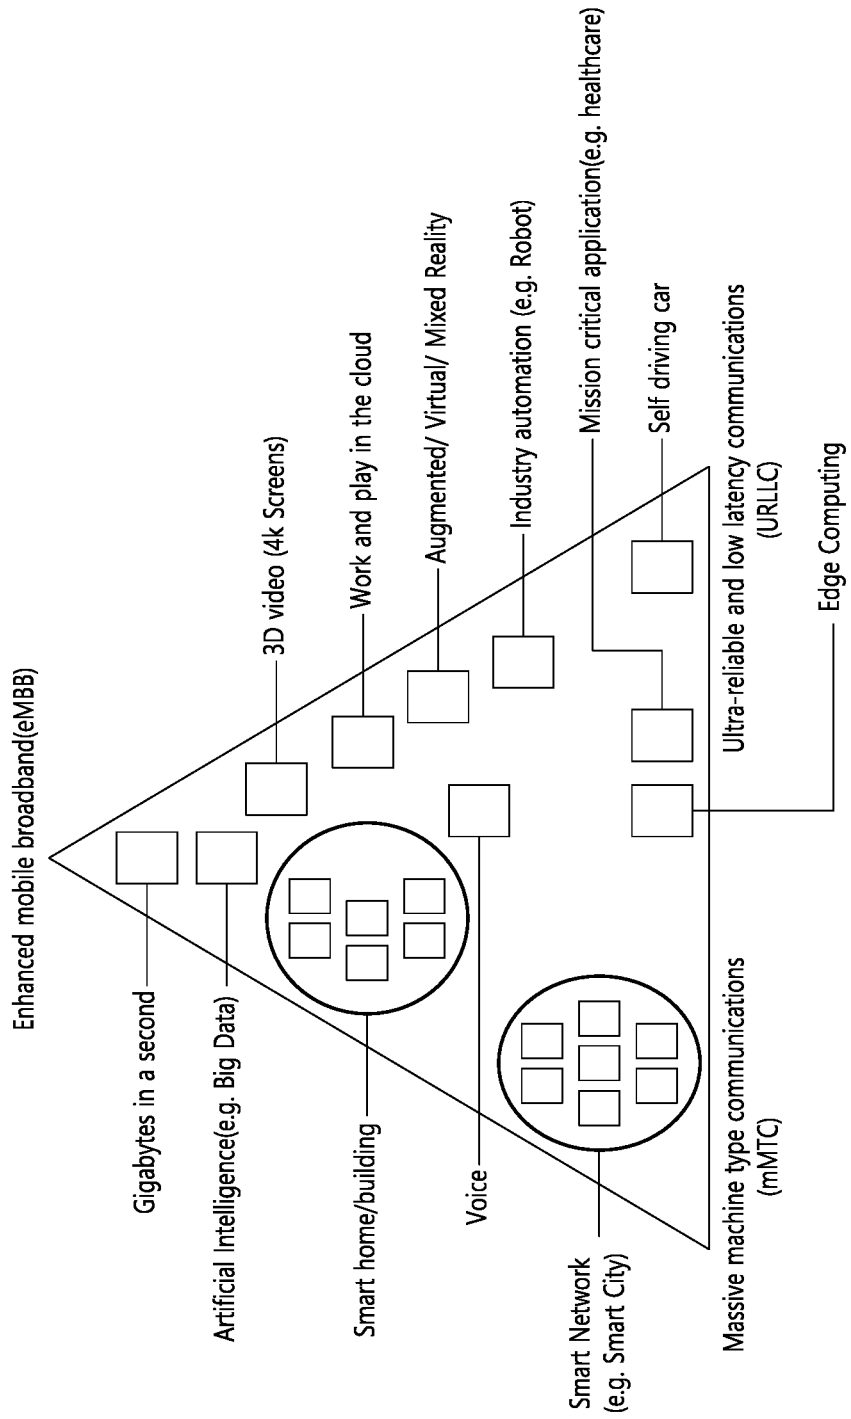 Enhanced mobile broadband(eMBB)
Gigabytes in a second
Artificial Intelligence(e.g. Big Data)
3D video (4k Screens)
Smart home/building
Work and play in the cloud
Augmented/ Virtual/ Mixed Reality
Voice
Industry automation (e.g. Robot)
Smart Network
(e.g. Smart City)
Mission critical application(e.g. healthcare)
Self driving car
Massive machine type communications
(mMTC)
Ultra-reliable and low latency communications
(URLLC)
Edge Computing